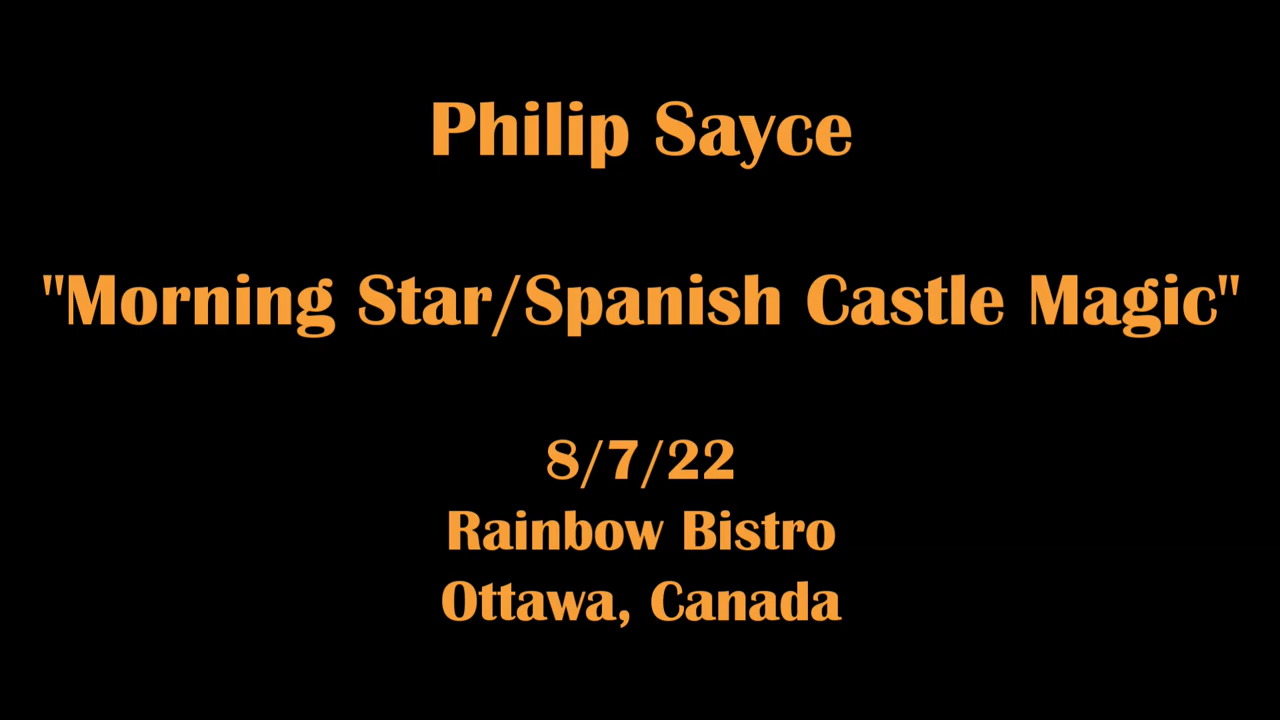 Philip Sayce
"Morning Star/Spanish Castle Magic"
8/7/22
Rainbow Bistro
Ottawa, Canada